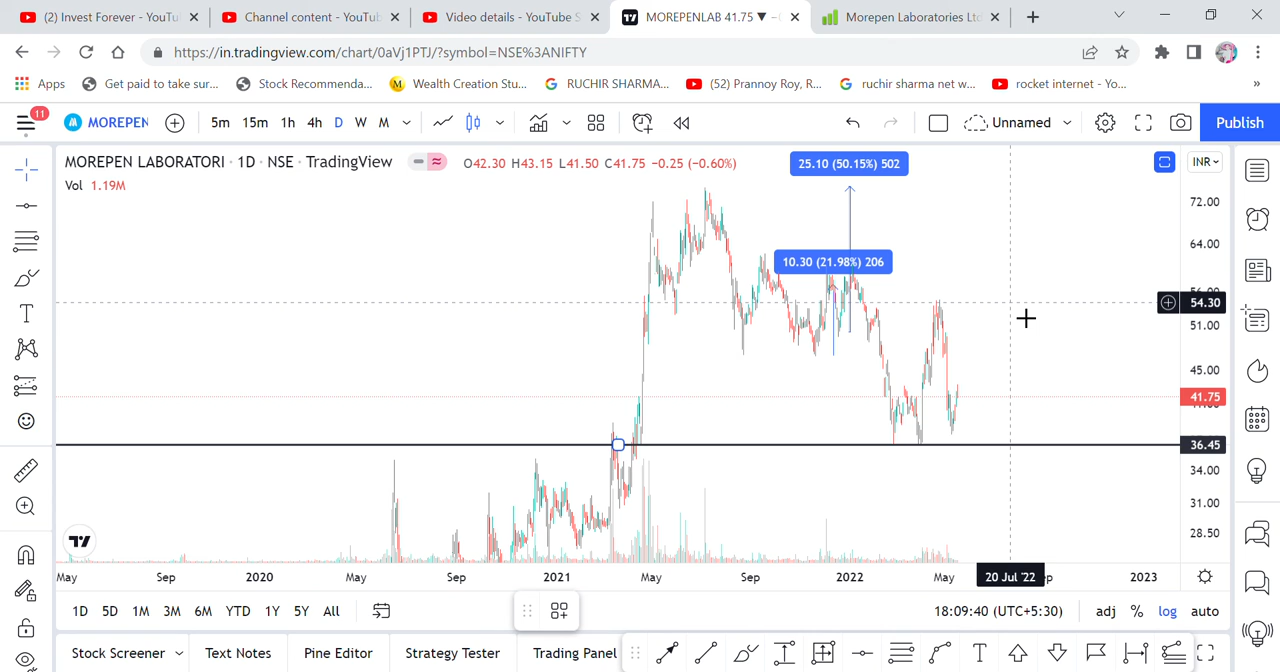 (2) Invest Forever - YouTu
Channel content - YouTub
Video details - YouTube S
MOREPENLAB 41.75 ▼ −
Morepen Laboratories Ltd
https://in.tradingview.com/chart/0aVj1PTJ/?symbol=NSE%3ANIFTY
Apps
Get paid to take sur...
Stock Recommenda...
M Wealth Creation Stu...
RUCHIR SHARMA...
(52) Prannoy Roy, R...
ruchir sharma net w...
rocket internet - Yo...
»
11
MOREPEN
5m 15m 1h 4h D W M
Unnamed
Publish
MOREPEN LABORATORI · 1D · NSE · TradingView
O42.30 H43.15 L41.50 C41.75 −0.25 (−0.60%)
Vol 1.19M
25.10 (50.15%) 502
INR
72.00
64.00
10.30 (21.98%) 206
54.30
51.00
45.00
41.75
36.45
34.00
31.00
28.50
May Sep 2020 May Sep 2021 May Sep 2022 May 20 Jul '22 2023
1D 5D 1M 3M 6M YTD 1Y 5Y All
18:09:40 (UTC+5:30)
adj % log auto
Stock Screener
Text Notes
Pine Editor
Strategy Tester
Trading Panel